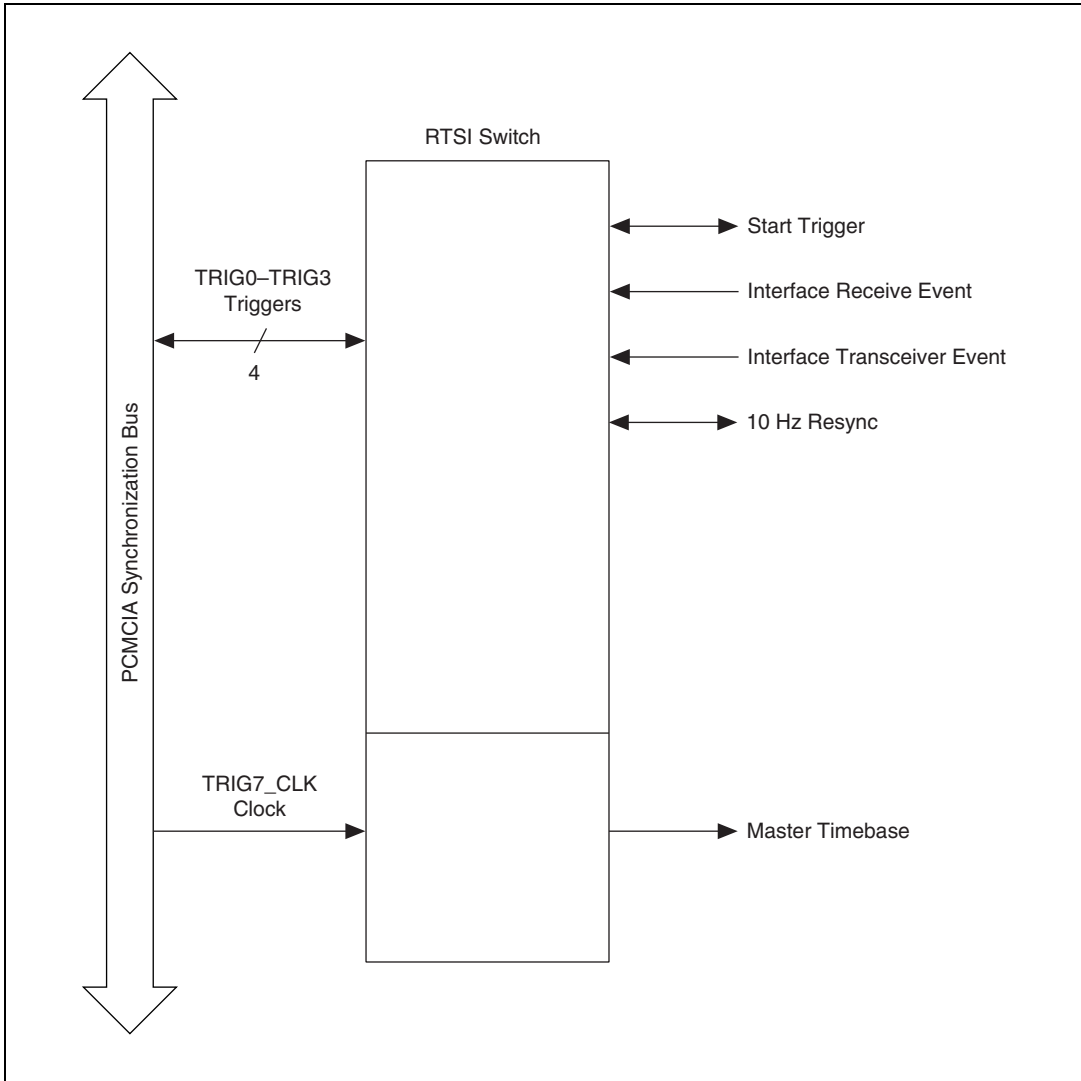 RTSI Switch
Start Trigger
TRIG0–TRIG3
Triggers
Interface Receive Event
4
Interface Transceiver Event
10 Hz Resync
PCMCIA Synchronization Bus
TRIG7_CLK
Clock
Master Timebase